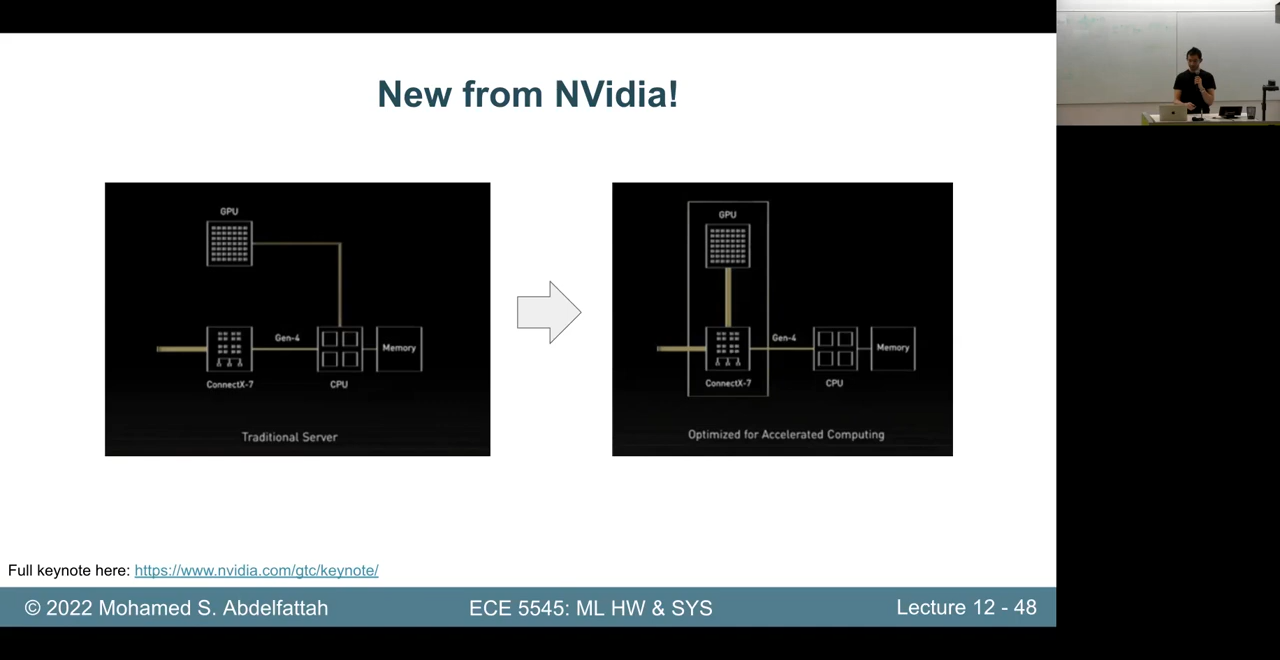 New from NVidia!
GPU
Gen-4
Memory
ConnectX-7
CPU
Traditional Server
GPU
Gen-4
Memory
ConnectX-7
CPU
Optimized for Accelerated Computing
Full keynote here: https://www.nvidia.com/gtc/keynote/
© 2022 Mohamed S. Abdelfattah
ECE 5545: ML HW & SYS
Lecture 12 - 48